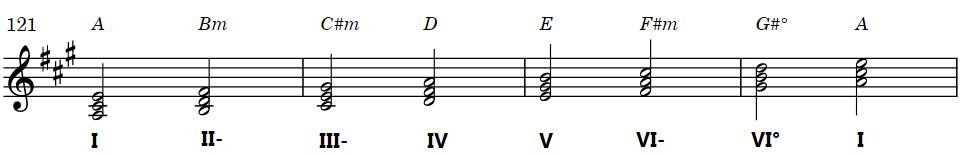 121 A Bm C#m D E F#m G#° A
I II- III- IV V VI- VI° I